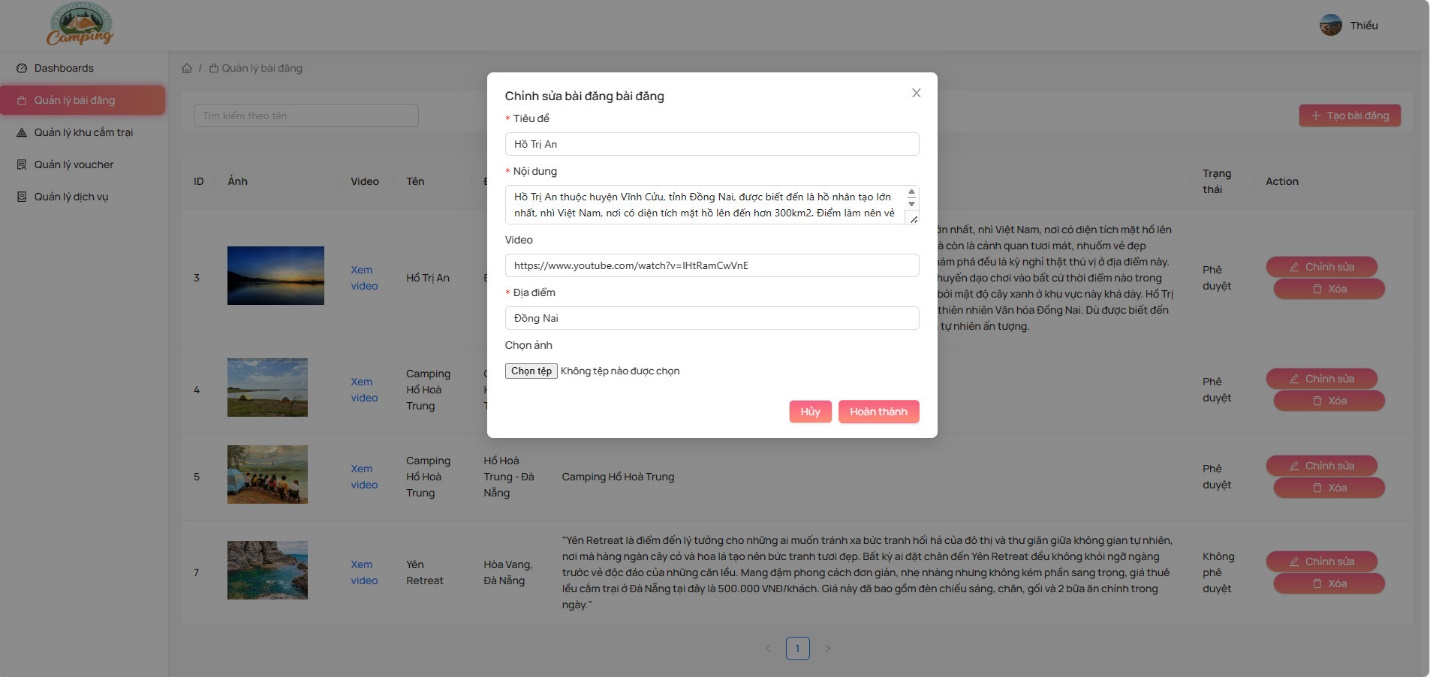 Camping
Thiều
Dashboards
Quản lý bài đăng
Quản lý khu cắm trại
Quản lý voucher
Quản lý dịch vụ
/ Quản lý bài đăng
Tìm kiếm theo tên
+ Tạo bài đăng
ID Ảnh Video Tên Trạng
thái Action
Chỉnh sửa bài đăng bài đăng
* Tiêu đề
Hồ Trị An
* Nội dung
Hồ Trị An thuộc huyện Vĩnh Cửu, tỉnh Đồng Nai, được biết đến là hồ nhân tạo lớn
nhất, nhì Việt Nam, nơi có diện tích mặt hồ lên đến hơn 300km2. Điểm làm nên vẻ
Video
https://www.youtube.com/watch?v=IHtRamCwVnE
* Địa điểm
Đồng Nai
Chọn ảnh
Chọn tệp Không tệp nào được chọn
Hủy Hoàn thành
3 Xem
video Hồ Trị An
ớn nhất, nhì Việt Nam, nơi có diện tích mặt hồ lên
à còn là cảnh quan tươi mát, nhuốm vẻ đẹp
hám phá đều là kỳ nghỉ thật thú vị ở địa điểm này.
huyến dạo chơi vào bất cứ thời điểm nào trong
bởi mật độ cây xanh ở khu vực này khá dày. Hồ Trị
thiên nhiên Văn hóa Đồng Nai. Dù được biết đến
tự nhiên ấn tượng.
Phê
duyệt
Chỉnh sửa
Xóa
4 Xem
video
Camping
Hồ Hoà
Trung
Phê
duyệt
Chỉnh sửa
Xóa
5 Xem
video
Camping
Hồ Hoà
Trung
Hồ Hoà
Trung - Đà
Nẵng
Camping Hồ Hoà Trung
Phê
duyệt
Chỉnh sửa
Xóa
7 Xem
video
Yên
Retreat
Hòa Vang,
Đà Nẵng
"Yên Retreat là điểm đến lý tưởng cho những ai muốn tránh xa bức tranh hối hả của đô thị và thư giãn giữa không gian tự nhiên,
nơi mà hàng ngàn cây cỏ và hoa lá tạo nên bức tranh tươi đẹp. Bất kỳ ai đặt chân đến Yên Retreat đều không khỏi ngỡ ngàng
trước vẻ độc đáo của những căn lều. Mang đậm phong cách đơn giản, nhẹ nhàng nhưng không kém phần sang trọng, giá thuê
lều cắm trại ở Đà Nẵng tại đây là 500.000 VNĐ/khách. Giá này đã bao gồm đèn chiếu sáng, chăn, gối và 2 bữa ăn chính trong
ngày."
Không
phê
duyệt
Chỉnh sửa
Xóa
1